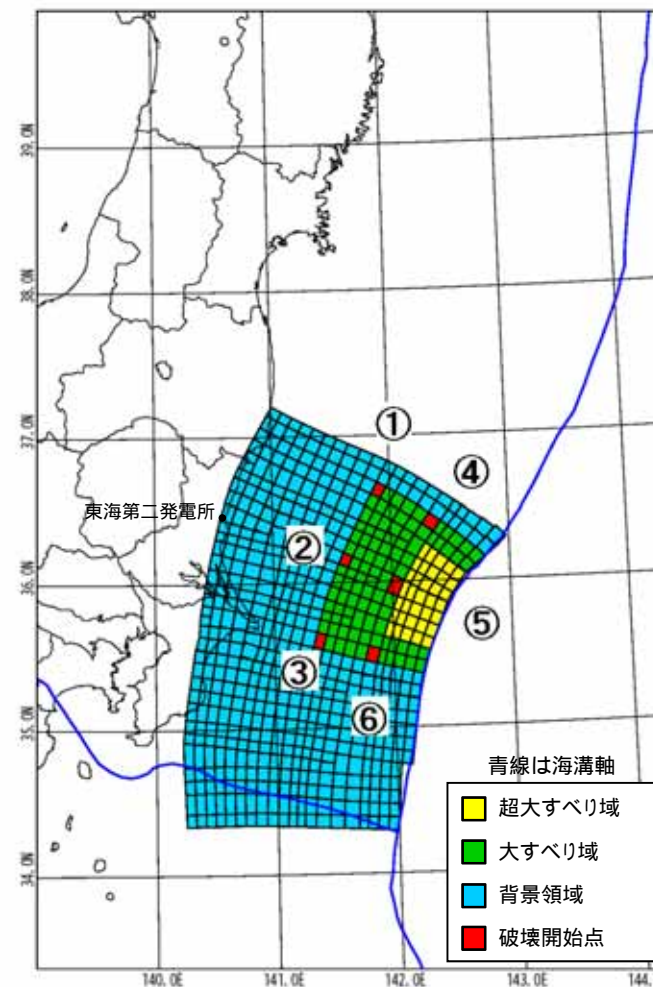 39.0N
38.0N
37.0N
①
④
東海第二発電所
②
36.0N
⑤
③
⑥
35.0N
青線は海溝軸
超大すべり域
大すべり域
34.0N
背景領域
破壊開始点
140.0E
141.0E
142.0E
143.0E
144.